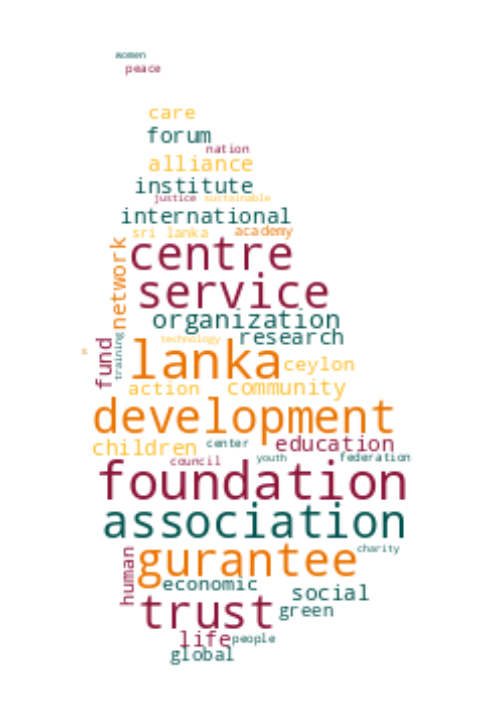 women
peace
care
forum
nation
alliance
institute
justice sustainable
international
sri lanka academy
network
centre
service
organization
research
technology
fund
training
lanka
ceylon
action community
development
children center education
council youth federation
foundation
association
gurantee
charity
human
economic
social
trust
green
life people
global